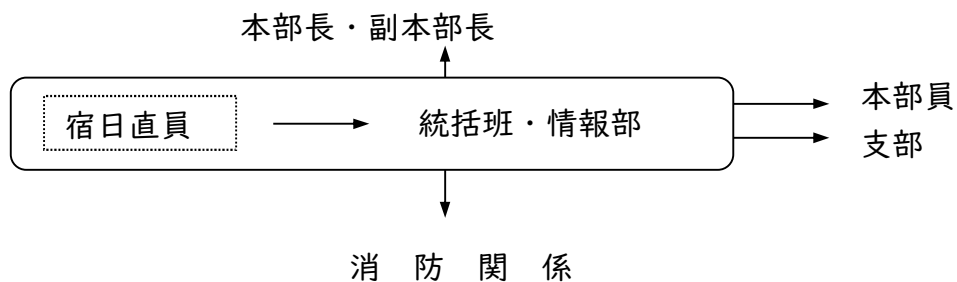 本部長・副本部長
宿日直員
統括班・情報部
本部員
支部
消 防 関 係